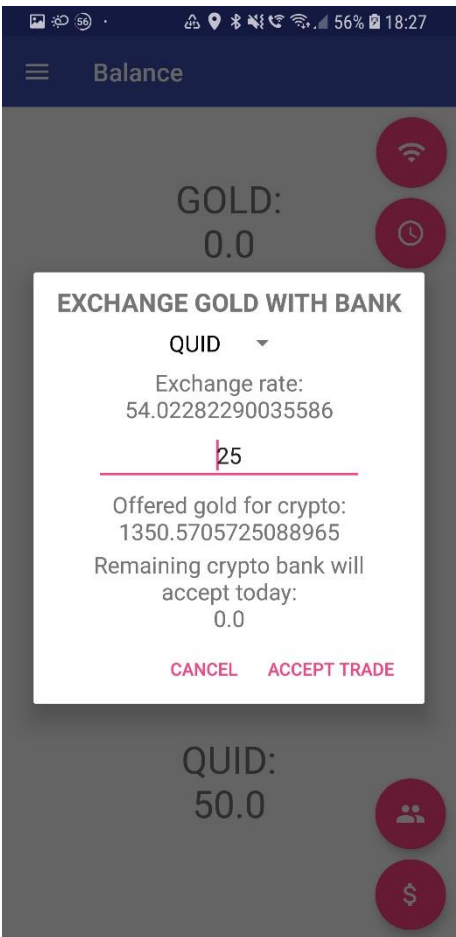 56 56% 18:27
Balance
GOLD:
0.0
EXCHANGE GOLD WITH BANK
QUID
Exchange rate:
54.02282290035586
25
Offered gold for crypto:
1350.5705725088965
Remaining crypto bank will
accept today:
0.0
CANCEL ACCEPT TRADE
QUID:
50.0
$